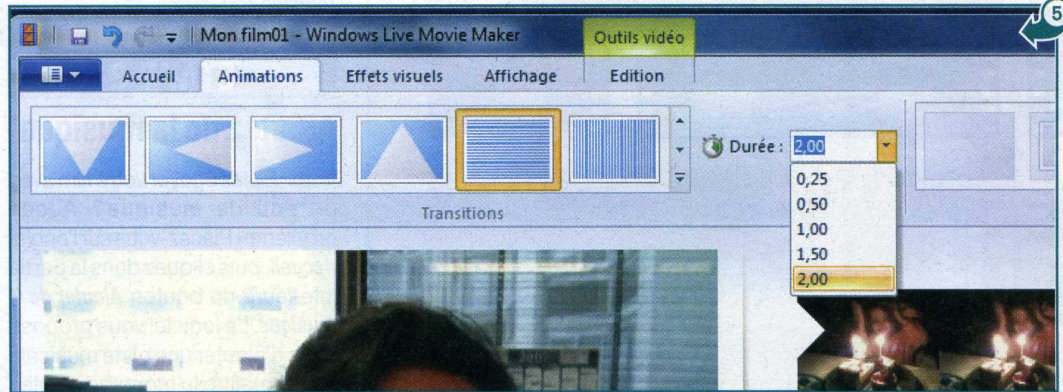 5
Mon film01 - Windows Live Movie Maker
Outils vidéo
Accueil Animations Effets visuels Affichage Edition
Durée : 2,00
0,25
0,50
1,00
1,50
2,00
Transitions